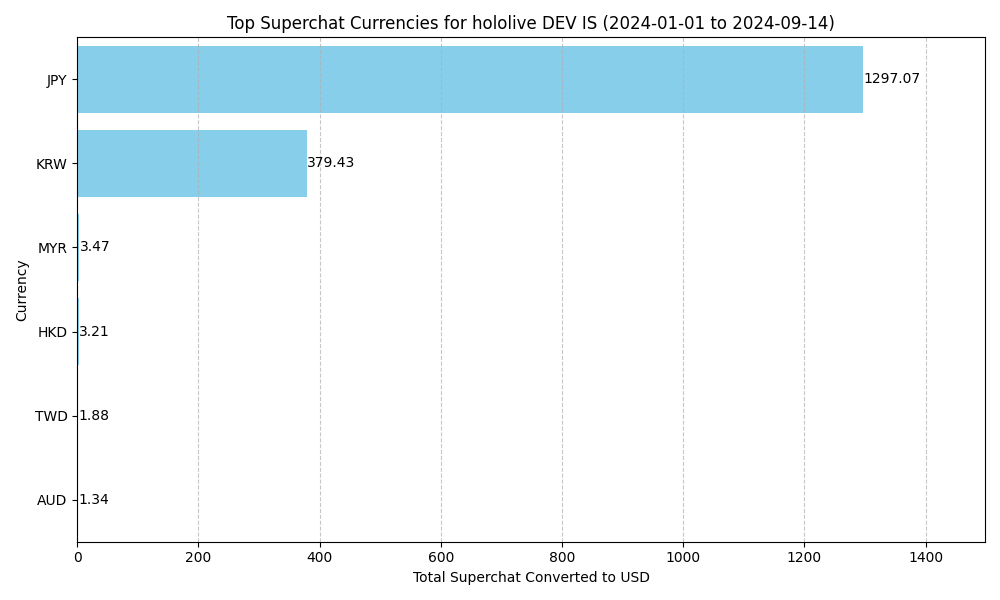 Top Superchat Currencies for hololive DEV IS (2024-01-01 to 2024-09-14)
JPY
1297.07
KRW
379.43
MYR
3.47
Currency
HKD
3.21
TWD
1.88
AUD
1.34
0 200 400 600 800 1000 1200 1400
Total Superchat Converted to USD